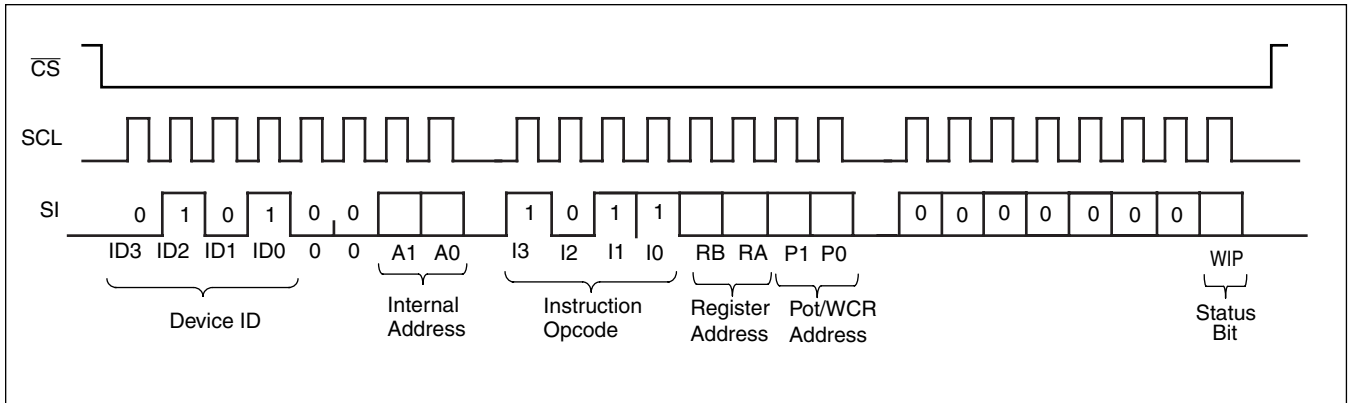 CS
SCL
SI
0 1 0 1 0 0
1 0 1 1
0 0 0 0 0 0 0
ID3 ID2 ID1 ID0 0 0 A1 A0
I3 I2 I1 I0 RB RA P1 P0
WIP
Device ID
Internal
Address
Instruction
Opcode
Register
Address
Pot/WCR
Address
Status
Bit